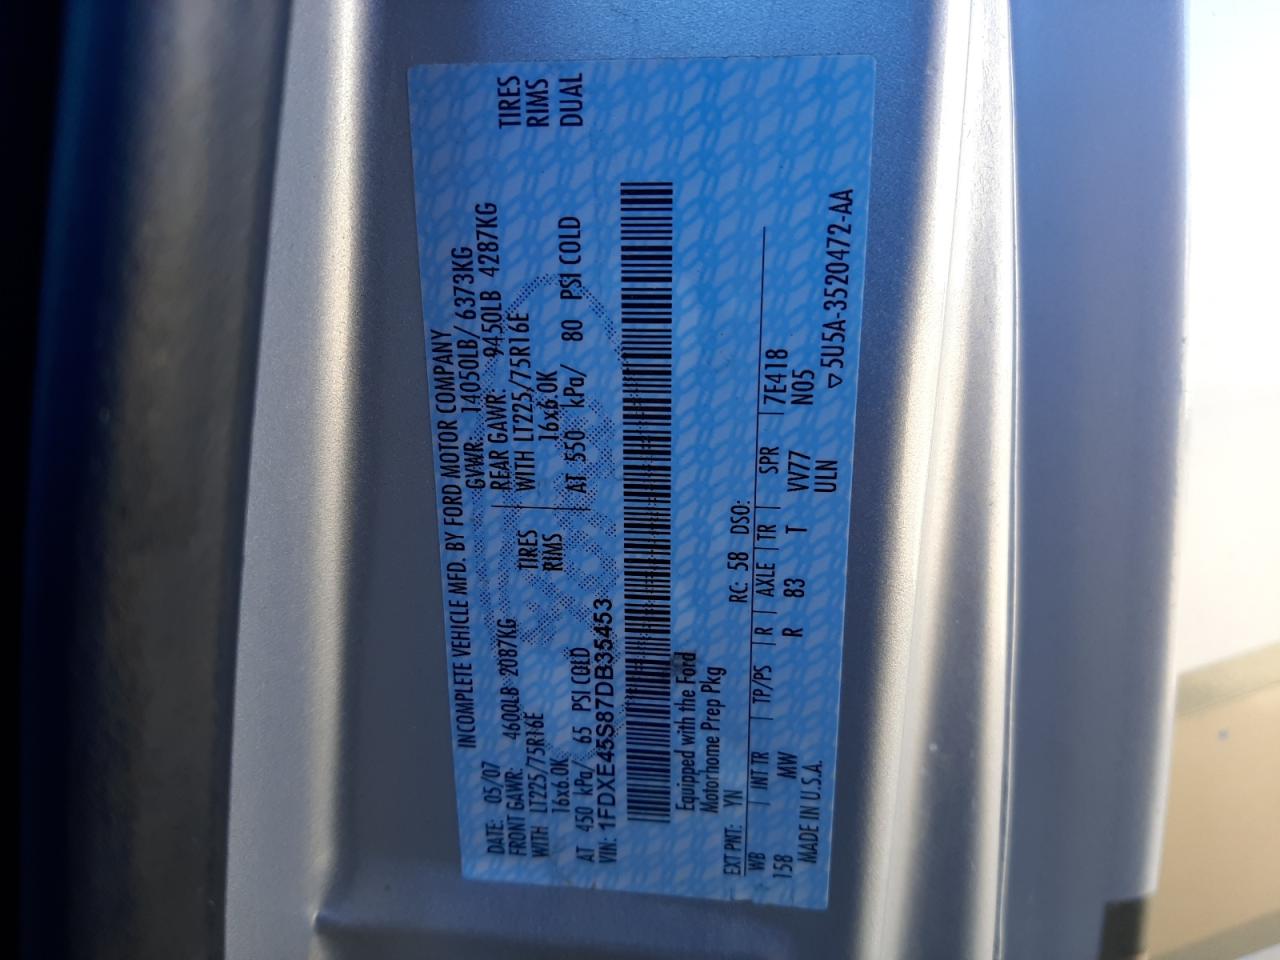 INCOMPLETE VEHICLE MFD. BY FORD MOTOR COMPANY
DATE: 05/07 GVWR: 14050LB/ 6373KG
FRONT GAWR: 4600LB 2087KG REAR GAWR: 9450LB 4287KG
WITH LT225/75R16E TIRES WITH LT225/75R16E TIRES
16x6.0K RIMS 16x6.0K RIMS
AT 450 kPa/ 65 PSI COLD AT 550 kPa/ 80 PSI COLD DUAL
VIN: 1FDXE45S87DB35453
Equipped with the Ford
Motorhome Prep Pkg
EXT PNT: YN RC: 58 DSO:
WB INT TR TP/PS R AXLE TR SPR 7E418
158 MW R 83 T VV77 N05
MADE IN U.S.A. ULN
▽5U5A-3520472-AA